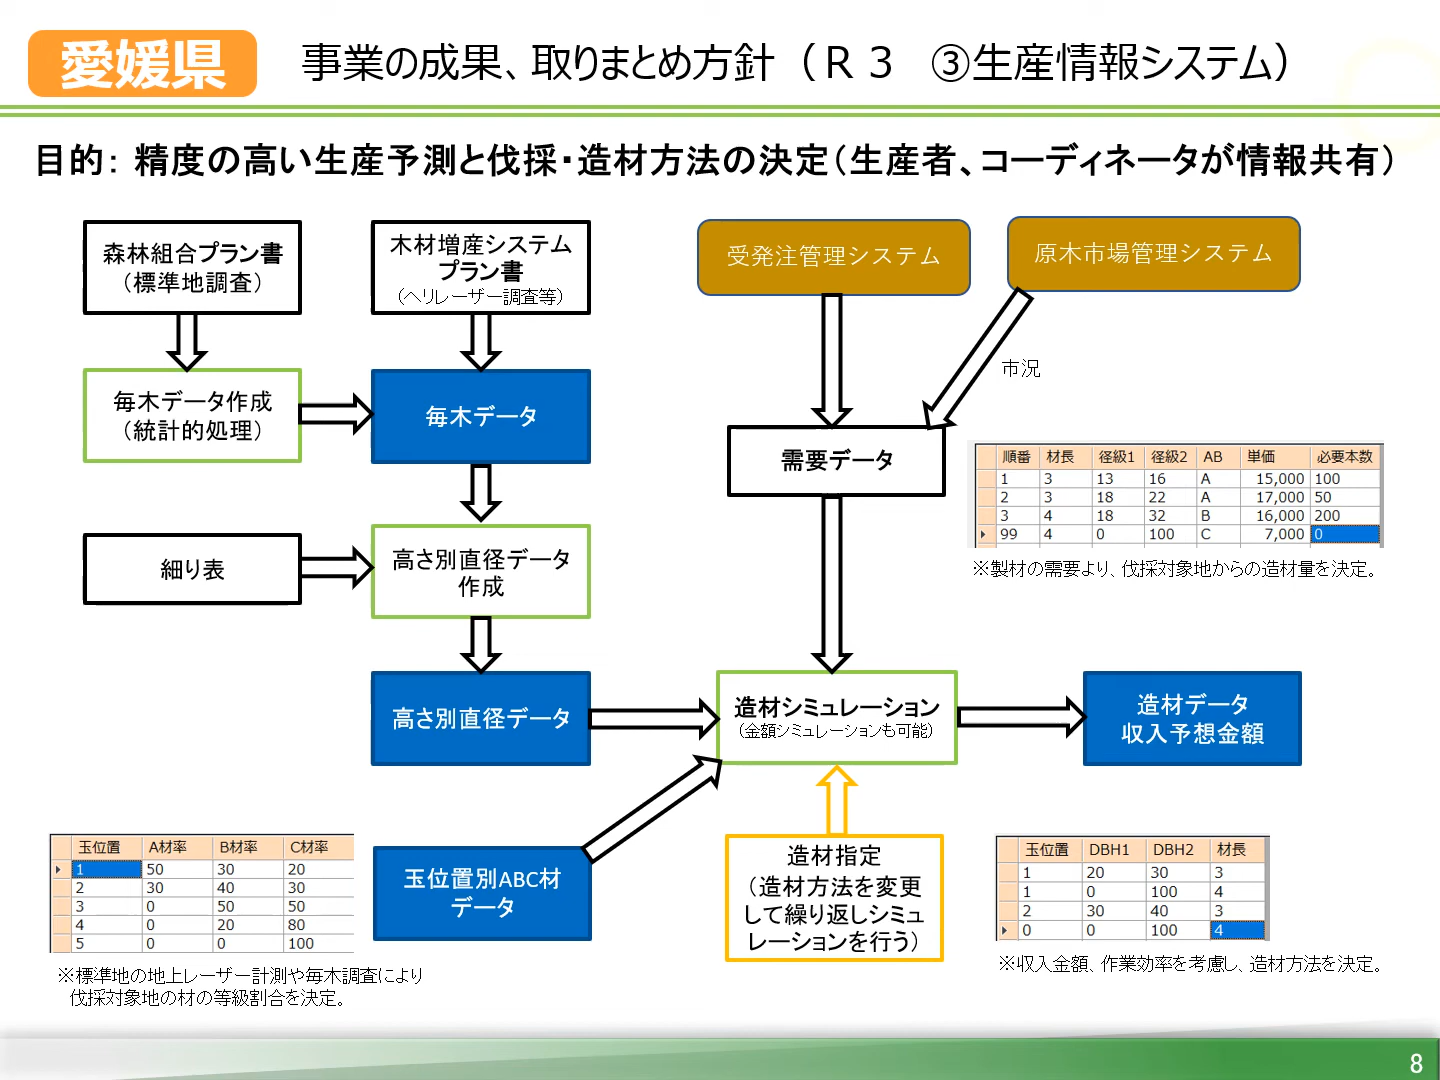 愛媛県
事業の成果、取りまとめ方針（Ｒ３　③生産情報システム）
目的： 精度の高い生産予測と伐採・造材方法の決定（生産者、コーディネータが情報共有）
森林組合プラン書
（標準地調査）
木材増産システム
プラン書
（ヘリレーザー調査等）
受発注管理システム
原木市場管理システム
市況
毎木データ作成
（統計的処理）
毎木データ
需要データ
順番 材長 径級1 径級2 AB 単価 必要本数
1 3 13 16 A 15,000 100
2 3 18 22 A 17,000 50
3 4 18 32 B 16,000 200
99 4 0 100 C 7,000 0
※製材の需要より、伐採対象地からの造材量を決定。
細り表
高さ別直径データ
作成
高さ別直径データ
造材シミュレーション
（金額シミュレーションも可能）
造材データ
収入予想金額
玉位置 A材率 B材率 C材率
1 50 30 20
2 30 40 30
3 0 50 50
4 0 20 80
5 0 0 100
※標準地の地上レーザー計測や毎木調査により
伐採対象地の材の等級割合を決定。
玉位置別ABC材
データ
造材指定
（造材方法を変更
して繰り返しシミュ
レーションを行う）
玉位置 DBH1 DBH2 材長
1 20 30 3
1 0 100 4
2 30 40 3
0 0 100 4
※収入金額、作業効率を考慮し、造材方法を決定。
8